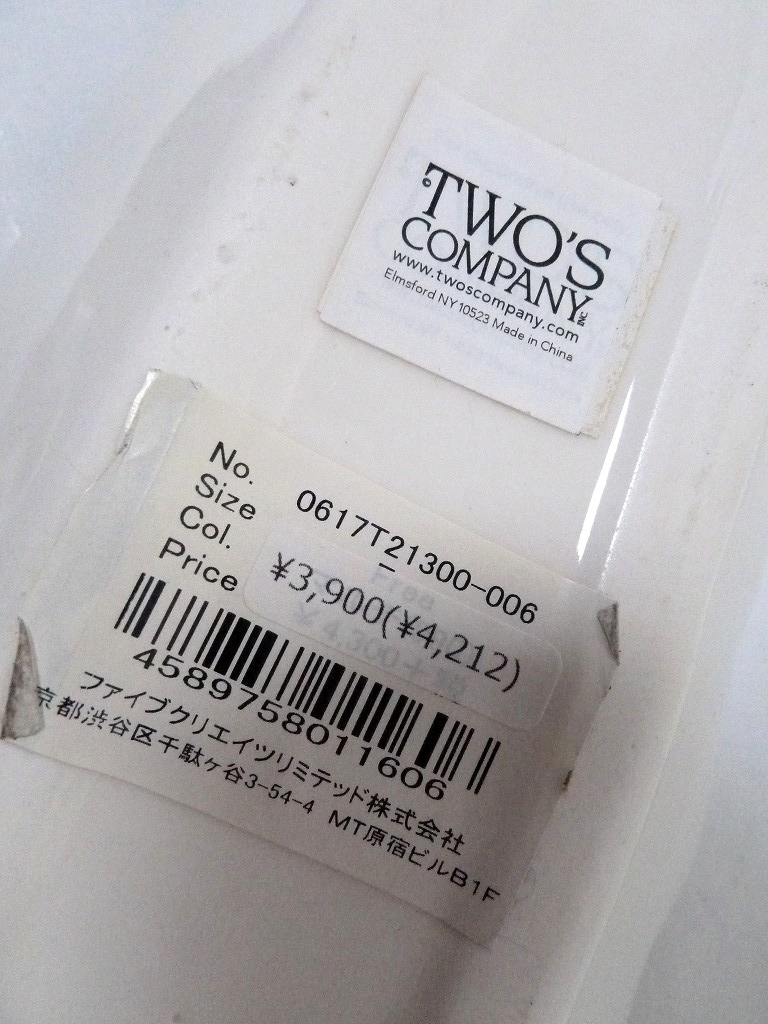 ©TWO'S
COMPANY INC
www.twoscompany.com
Elmsford NY 10523 Made in China
No. 0617T21300-006
Size
Col.
Price ¥3,900(¥4,212)
4589758011606
ファイブクリエイツリミテッド株式会社
京都渋谷区千駄ヶ谷3-54-4 MT原宿ビルB1F